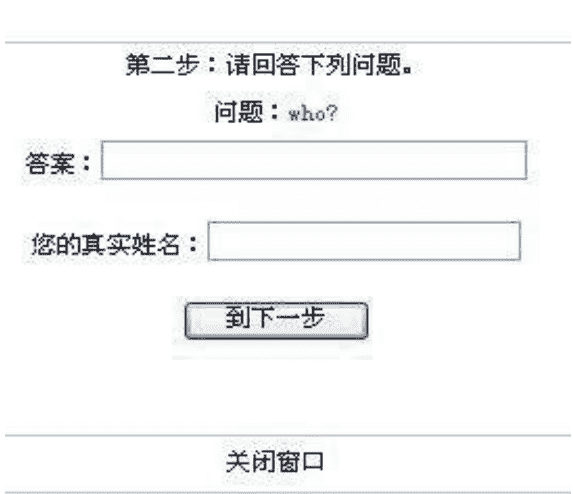 第二步：请回答下列问题。
问题：who?
答案：
您的真实姓名：
到下一步
关闭窗口